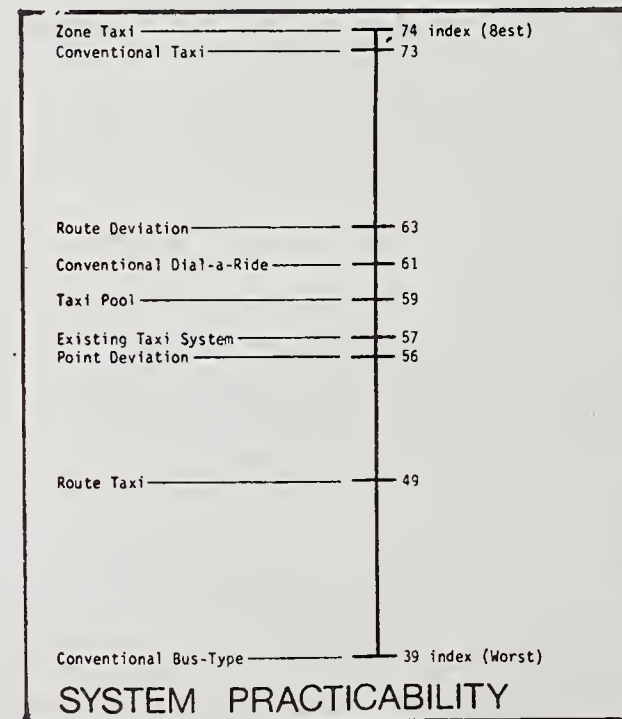 Zone Taxi 74 index (8est)
Conventional Taxi 73
Route Deviation 63
Conventional Dial-a-Ride 61
Taxi Pool 59
Existing Taxi System 57
Point Deviation 56
Route Taxi 49
Conventional Bus-Type 39 index (Worst)
SYSTEM PRACTICABILITY